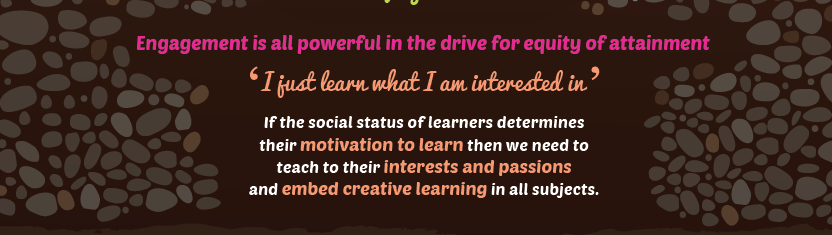 Engagement is all powerful in the drive for equity of attainment
‘I just learn what I am interested in’
If the social status of learners determines
their motivation to learn then we need to
teach to their interests and passions
and embed creative learning in all subjects.